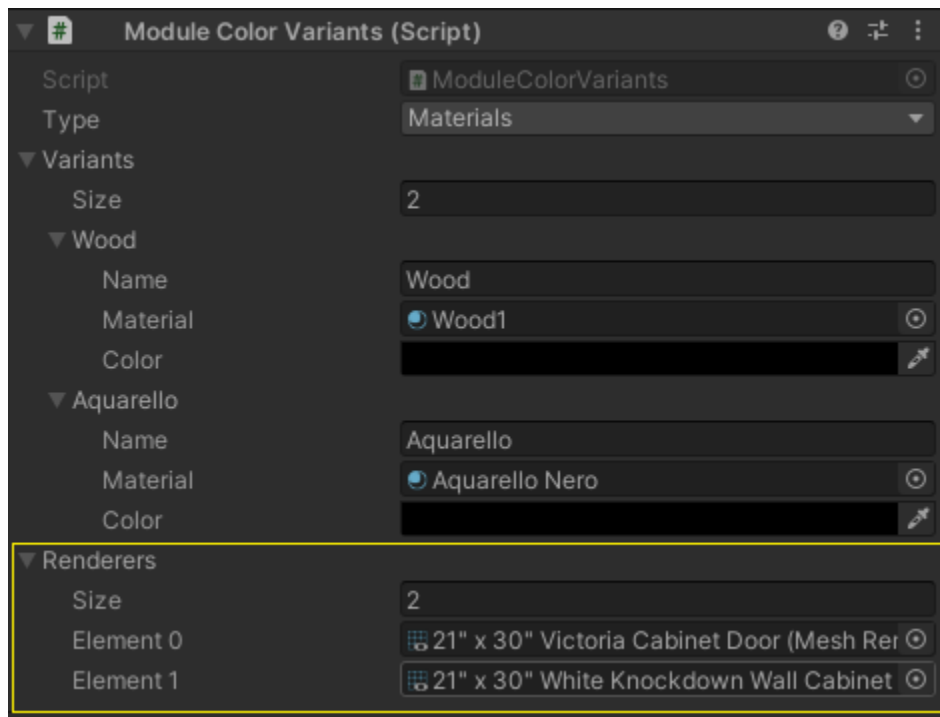 Module Color Variants (Script)
Script ModuleColorVariants
Type Materials
Variants
Size 2
Wood
Name Wood
Material Wood1
Color
Aquarello
Name Aquarello
Material Aquarello Nero
Color
Renderers
Size 2
Element 0 21" x 30" Victoria Cabinet Door (Mesh Rer
Element 1 21" x 30" White Knockdown Wall Cabinet